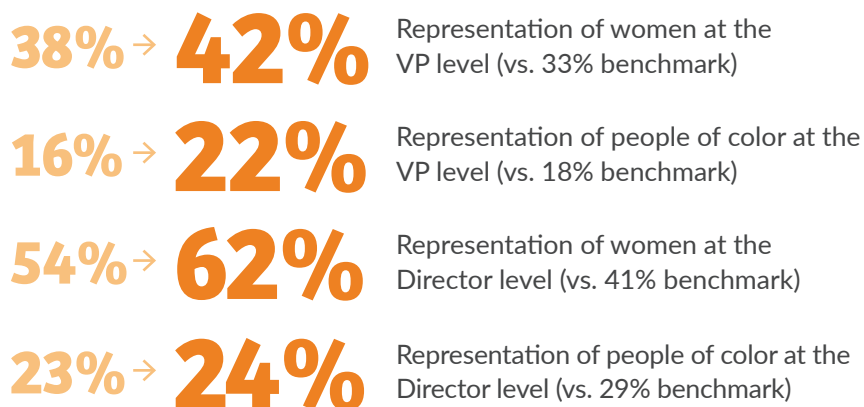 38% → 42%
Representation of women at the
VP level (vs. 33% benchmark)
16% → 22%
Representation of people of color at the
VP level (vs. 18% benchmark)
54% → 62%
Representation of women at the
Director level (vs. 41% benchmark)
23% → 24%
Representation of people of color at the
Director level (vs. 29% benchmark)